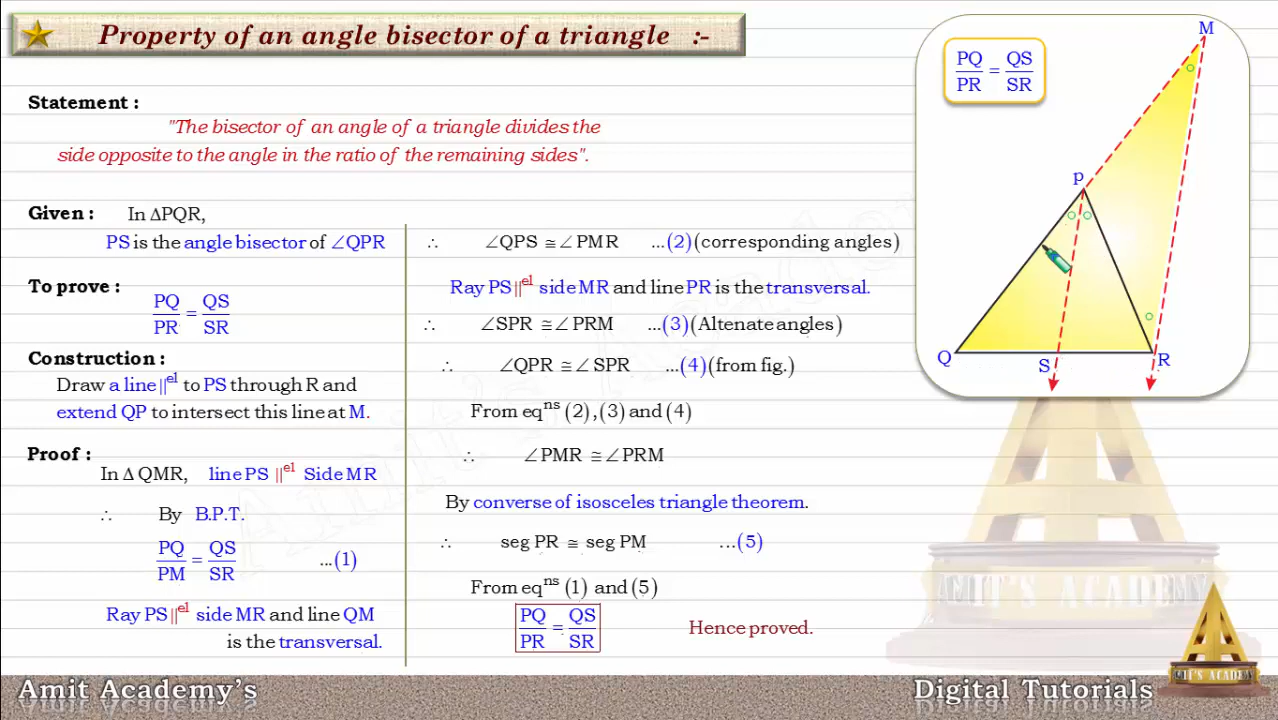 Property of an angle bisector of a triangle :-
Statement :
"The bisector of an angle of a triangle divides the
side opposite to the angle in the ratio of the remaining sides".
Given : In ∆PQR,
PS is the angle bisector of ∠QPR
To prove :
PQ/PR = QS/SR
Construction :
Draw a line ||el to PS through R and
extend QP to intersect this line at M.
Proof :
In ∆ QMR, line PS ||el Side MR
∴ By B.P.T.
PQ/PM = QS/SR ...(1)
Ray PS ||el side MR and line QM
is the transversal.
∴ ∠QPS ≅ ∠PMR ...(2)(corresponding angles)
Ray PS ||el side MR and line PR is the transversal.
∴ ∠SPR ≅ ∠PRM ...(3)(Altenate angles)
∴ ∠QPR ≅ ∠SPR ...(4)(from fig.)
From eqns (2),(3) and (4)
∴ ∠PMR ≅ ∠PRM
By converse of isosceles triangle theorem.
∴ seg PR ≅ seg PM ...(5)
From eqns (1) and (5)
PQ/PR = QS/SR Hence proved.
PQ/PR = QS/SR
M
P
Q
S
R
Amit's Academy
AMIT'S ACADEMY
AMIT'S ACADEMY
Amit Academy's
Digital Tutorials